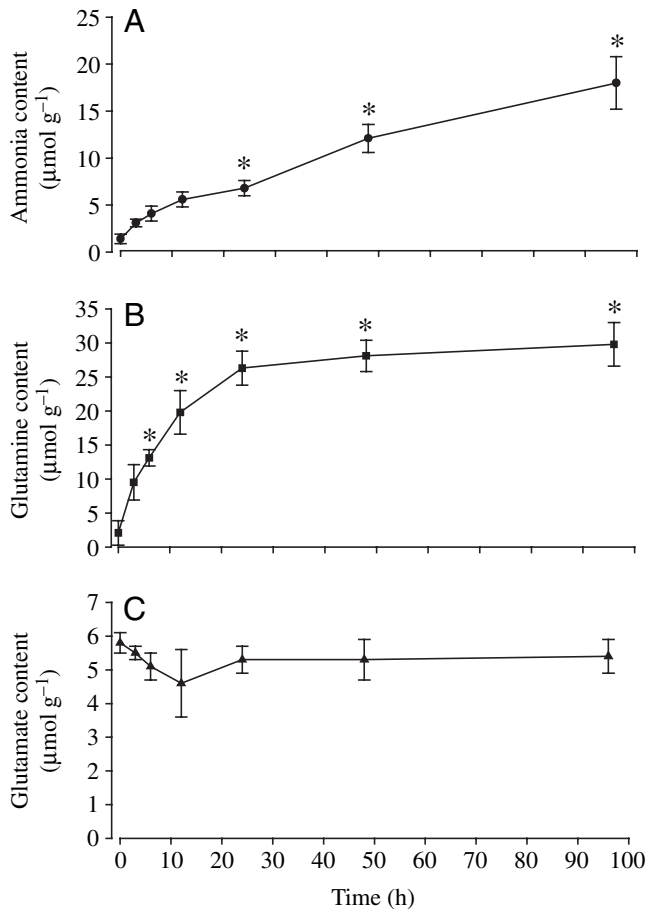 A
25
20
15
10
5
0
Ammonia content
(μmol g–1)
*
*
*
B
35
30
25
20
15
10
5
0
Glutamine content
(μmol g–1)
*
*
*
*
*
C
7
6
5
4
3
2
1
0
Glutamate content
(μmol g–1)
0 10 20 30 40 50 60 70 80 90 100
Time (h)